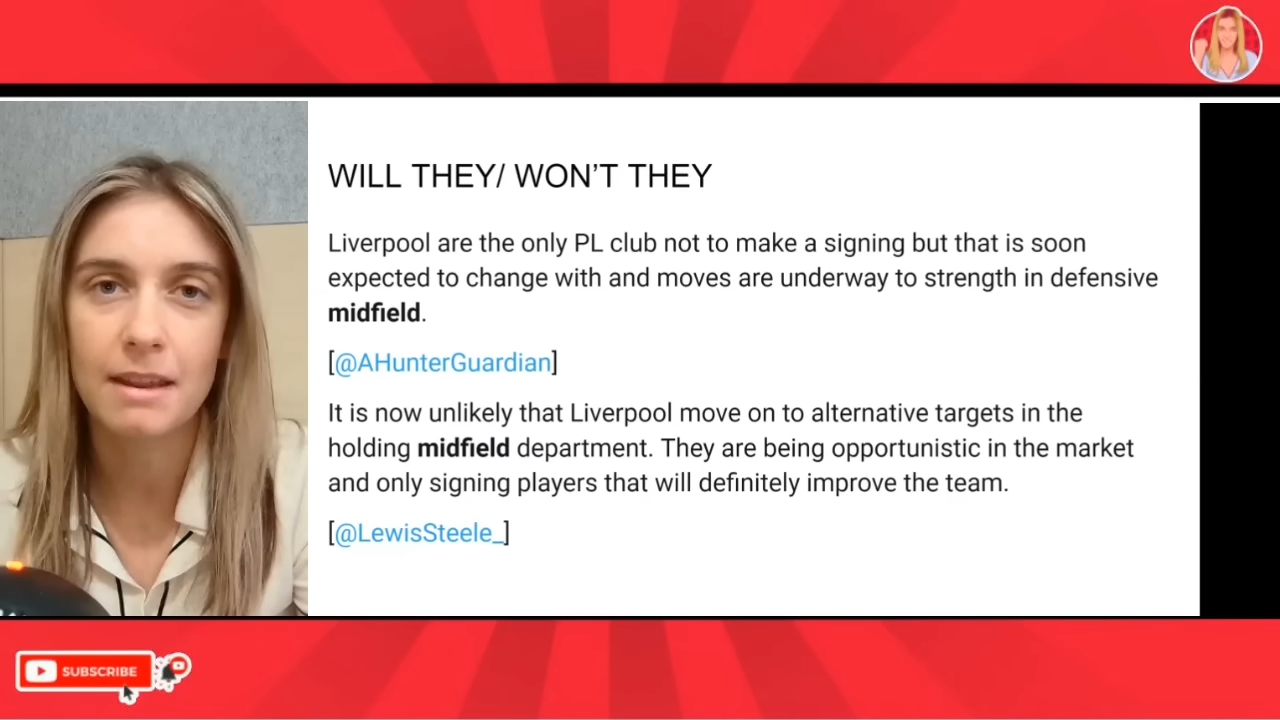 WILL THEY/ WON’T THEY
Liverpool are the only PL club not to make a signing but that is soon
expected to change with and moves are underway to strength in defensive
midfield.
[@AHunterGuardian]
It is now unlikely that Liverpool move on to alternative targets in the
holding midfield department. They are being opportunistic in the market
and only signing players that will definitely improve the team.
[@LewisSteele_]
SUBSCRIBE